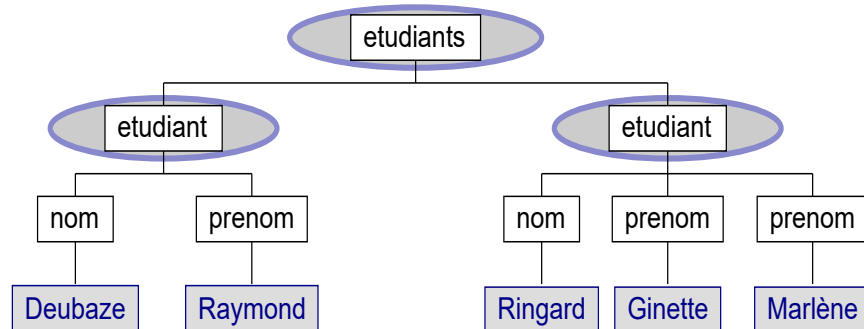 etudiants
etudiant etudiant
nom prenom nom prenom prenom
Deubaze Raymond Ringard Ginette Marlène